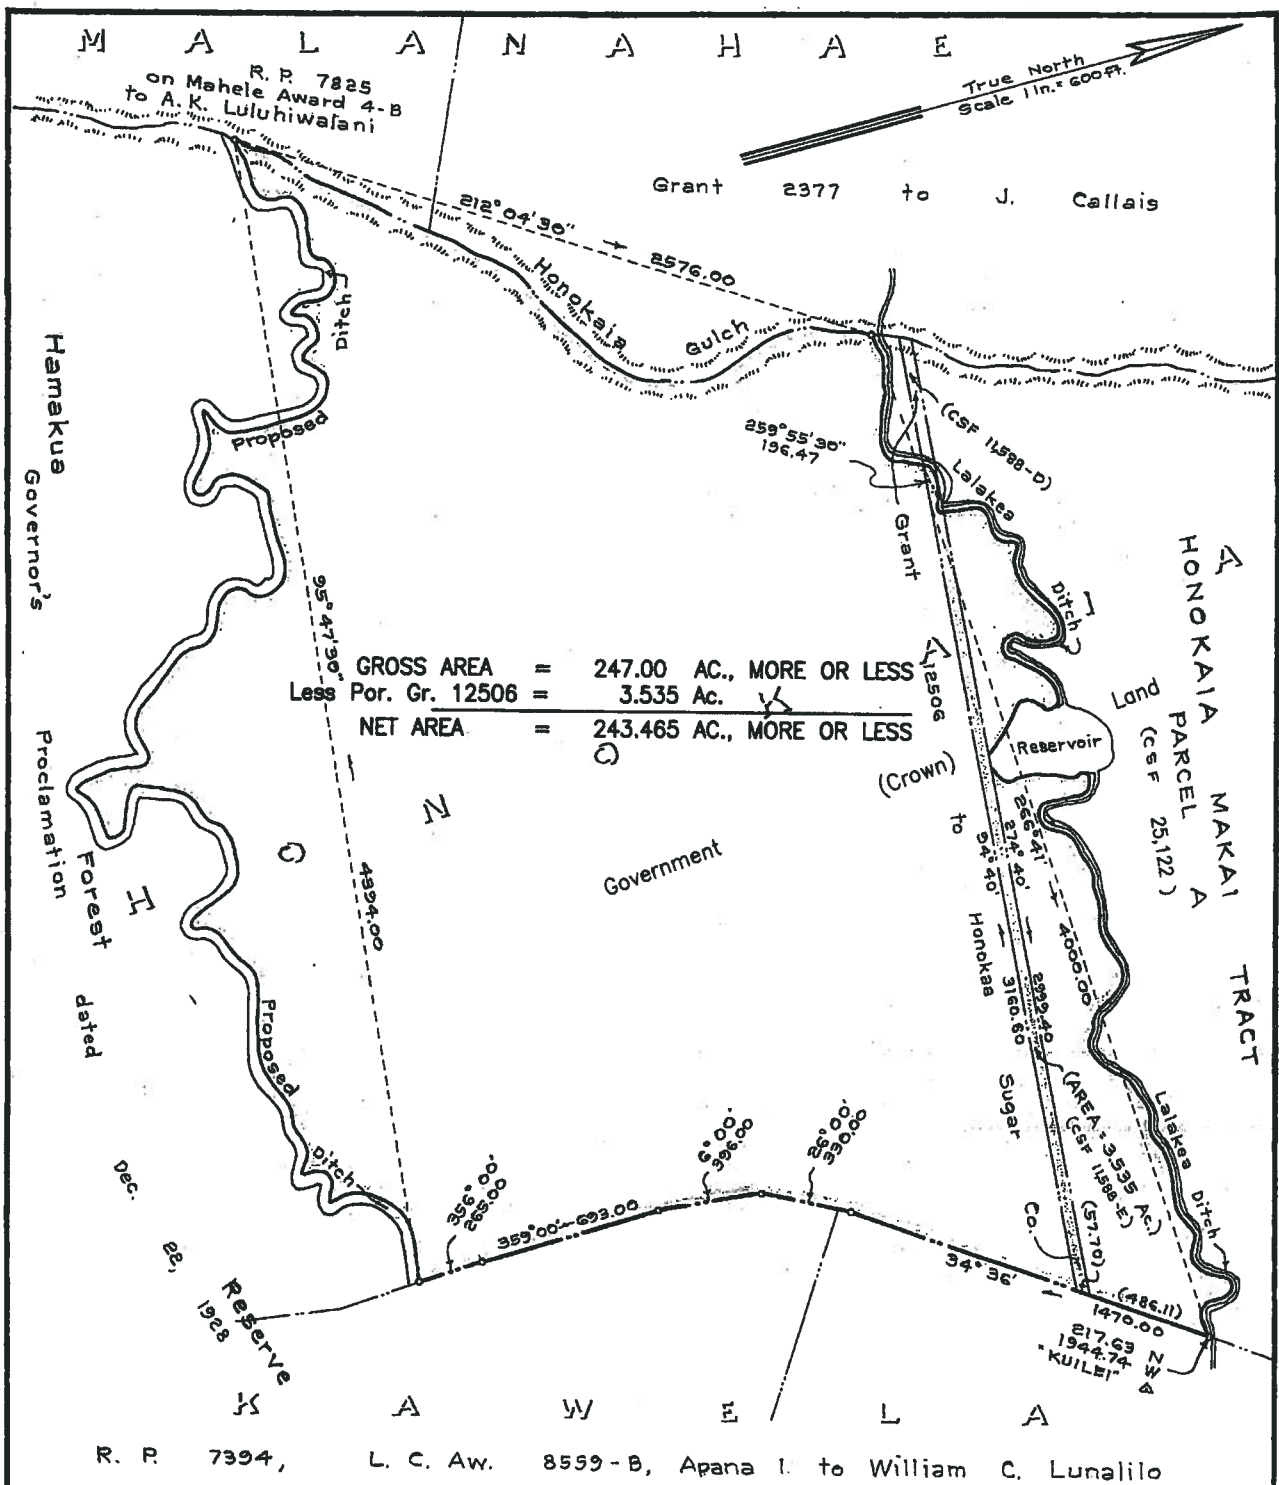 M A L A N A H A E
R. P. 7825
on Mahele Award 4-B
to A. K. Luluhiwalani
True North
Scale 1 in. = 600 ft.
Grant 2377 to J. Callais
212° 04' 30"
2576.00
Honokaia Gulch
Ditch
Proposed
Hamakua
Governor's
Proclamation
Forest
dated
Dec.
28,
1928
Reserve
95° 47' 30"
4394.00
259° 55' 30"
196.47
(CSF 11,588-D)
Lalakea
Ditch
Grant
12506
(Crown)
to
Honokaa
Sugar
Co.
GROSS AREA = 247.00 AC., MORE OR LESS
Less Por. Gr. 12506 = 3.535 Ac.
NET AREA = 243.465 AC., MORE OR LESS
H O N O K A I A
Government
Land
Reservoir
HONOKAIA MAKAI TRACT
PARCEL A
(CSF 25,122)
266° 41'
4000.00
274° 40'
2999.40
94° 40'
3160.60
(AREA = 3.535 Ac.)
(CSF 11,588-E)
(57.70)
Lalakea
Ditch
Proposed
Ditch
356° 00'
265.00
359° 00' - 693.00
6° 00'
396.00
26° 00'
330.00
34° 36'
(486.11)
1470.00
217.63 N
1944.74 W
"KUILEI" △
K A W E L A
R. P. 7394, L. C. Aw. 8559-B, Apana 1. to William C. Lunalilo